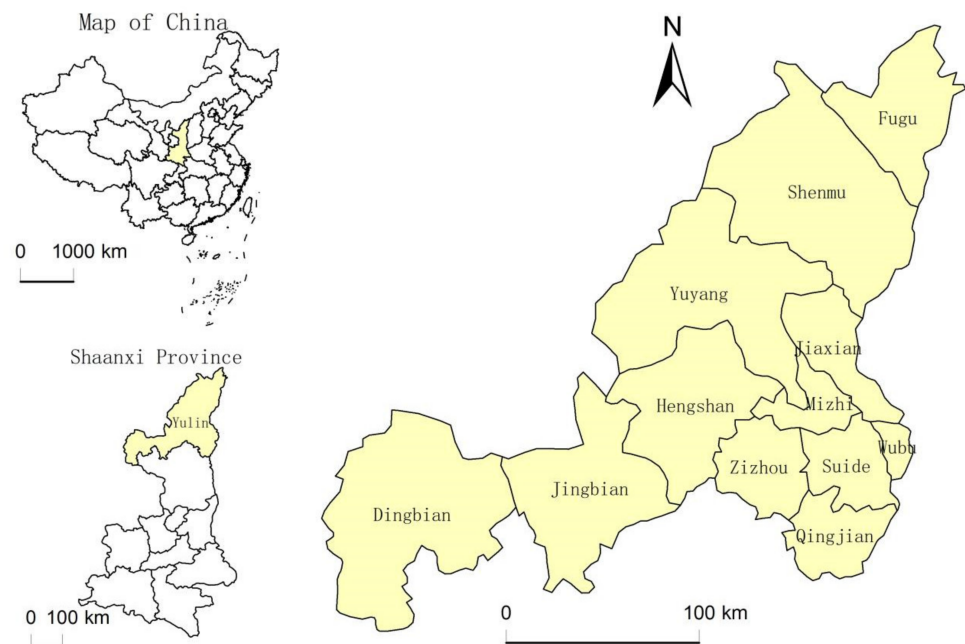 Map of China
0 1000 km
Shaanxi Province
Yulin
0 100 km
N
Fugu
Shenmu
Yuyang
Jiaxian
Hengshan
Mizhi
Wubu
Zizhou
Suide
Jingbian
Dingbian
Qingjian
0 100 km